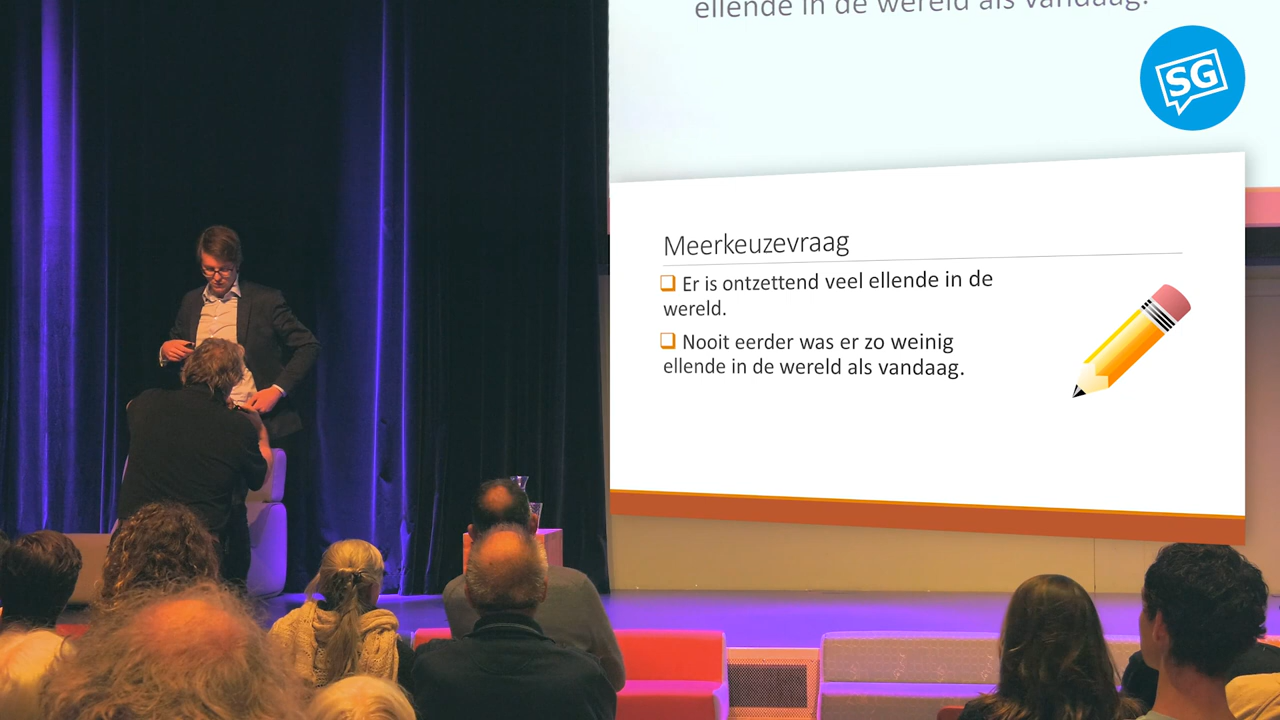 ellende in de wereld als vandaag.
SG
Meerkeuzevraag
Er is ontzettend veel ellende in de
wereld.
Nooit eerder was er zo weinig
ellende in de wereld als vandaag.